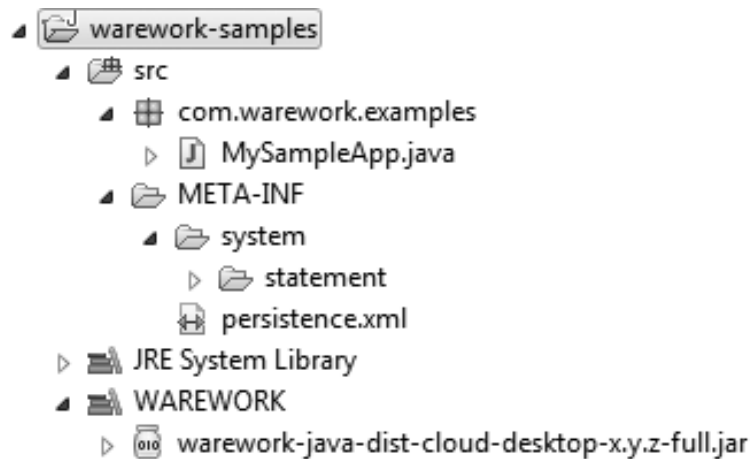 warework-samples
src
com.warework.examples
MySampleApp.java
META-INF
system
statement
persistence.xml
JRE System Library
WAREWORK
warework-java-dist-cloud-desktop-x.y.z-full.jar